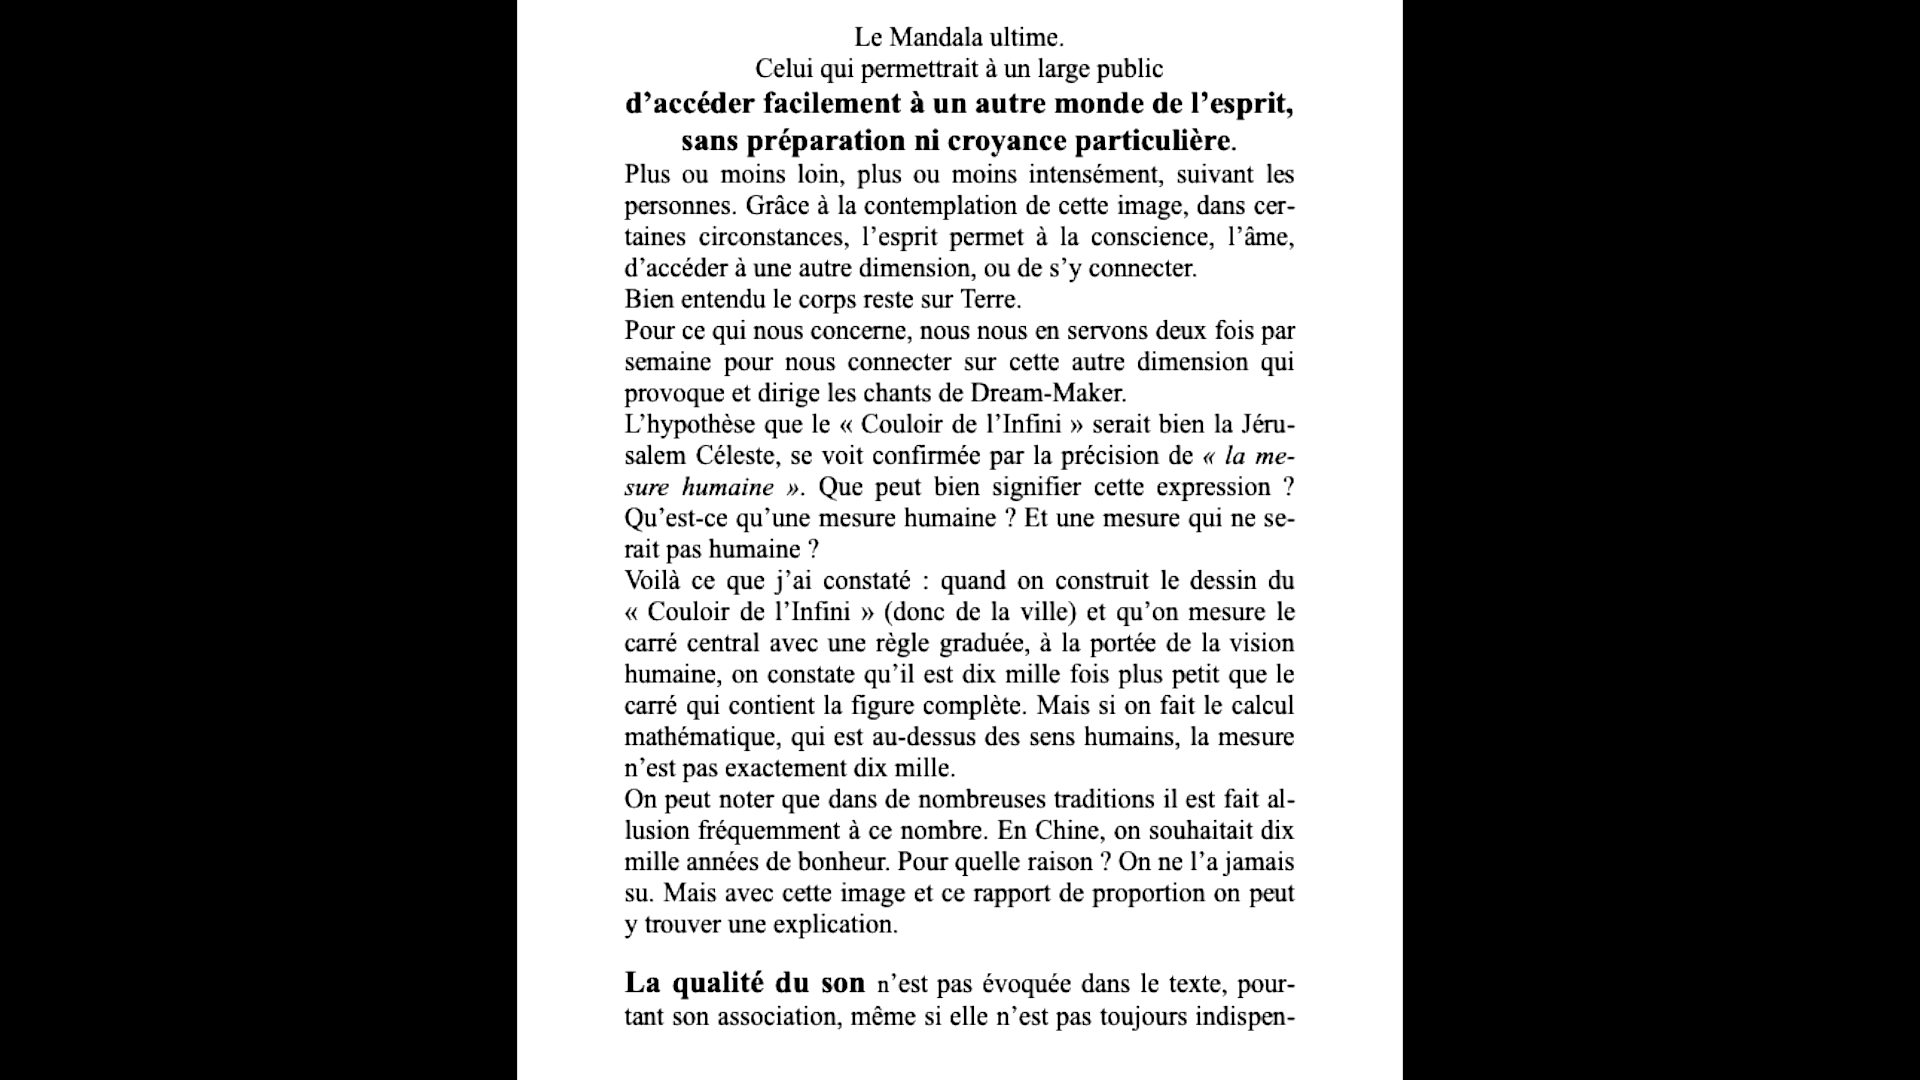 Le Mandala ultime.
Celui qui permettrait à un large public
d’accéder facilement à un autre monde de l’esprit,
sans préparation ni croyance particulière.
Plus ou moins loin, plus ou moins intensément, suivant les
personnes. Grâce à la contemplation de cette image, dans cer-
taines circonstances, l’esprit permet à la conscience, l’âme,
d’accéder à une autre dimension, ou de s’y connecter.
Bien entendu le corps reste sur Terre.
Pour ce qui nous concerne, nous nous en servons deux fois par
semaine pour nous connecter sur cette autre dimension qui
provoque et dirige les chants de Dream-Maker.
L’hypothèse que le « Couloir de l’Infini » serait bien la Jéru-
salem Céleste, se voit confirmée par la précision de « la me-
sure humaine ». Que peut bien signifier cette expression ?
Qu’est-ce qu’une mesure humaine ? Et une mesure qui ne se-
rait pas humaine ?
Voilà ce que j’ai constaté : quand on construit le dessin du
« Couloir de l’Infini » (donc de la ville) et qu’on mesure le
carré central avec une règle graduée, à la portée de la vision
humaine, on constate qu’il est dix mille fois plus petit que le
carré qui contient la figure complète. Mais si on fait le calcul
mathématique, qui est au-dessus des sens humains, la mesure
n’est pas exactement dix mille.
On peut noter que dans de nombreuses traditions il est fait al-
lusion fréquemment à ce nombre. En Chine, on souhaitait dix
mille années de bonheur. Pour quelle raison ? On ne l’a jamais
su. Mais avec cette image et ce rapport de proportion on peut
y trouver une explication.
La qualité du son n’est pas évoquée dans le texte, pour-
tant son association, même si elle n’est pas toujours indispen-